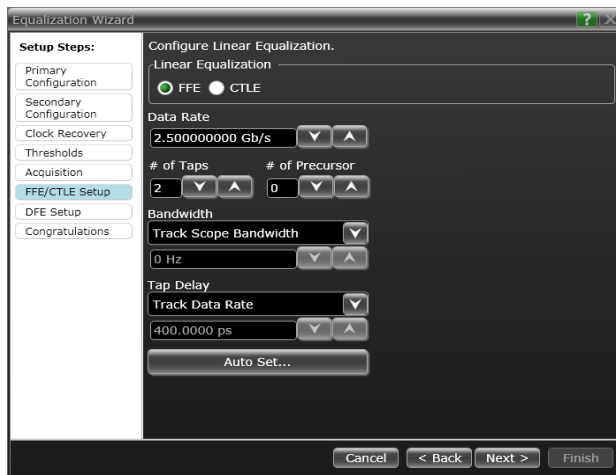 Equalization Wizard
?
X
Setup Steps:
Primary
Configuration
Secondary
Configuration
Clock Recovery
Thresholds
Acquisition
FFE/CTLE Setup
DFE Setup
Congratulations
Configure Linear Equalization.
Linear Equalization
FFE CTLE
Data Rate
2.500000000 Gb/s
# of Taps # of Precursor
2 0
Bandwidth
Track Scope Bandwidth
0 Hz
Tap Delay
Track Data Rate
400.0000 ps
Auto Set...
Cancel < Back Next > Finish